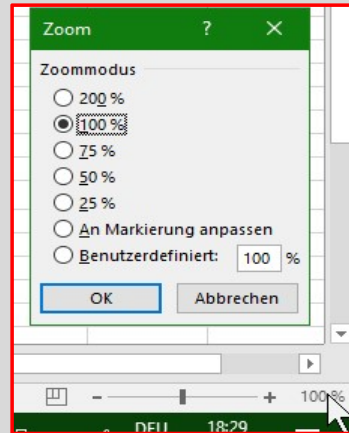 Zoom ? ×
Zoommodus
200 %
100 %
75 %
50 %
25 %
An Markierung anpassen
Benutzerdefiniert: 100 %
OK Abbrechen
- + 100 %
DEU 18:29